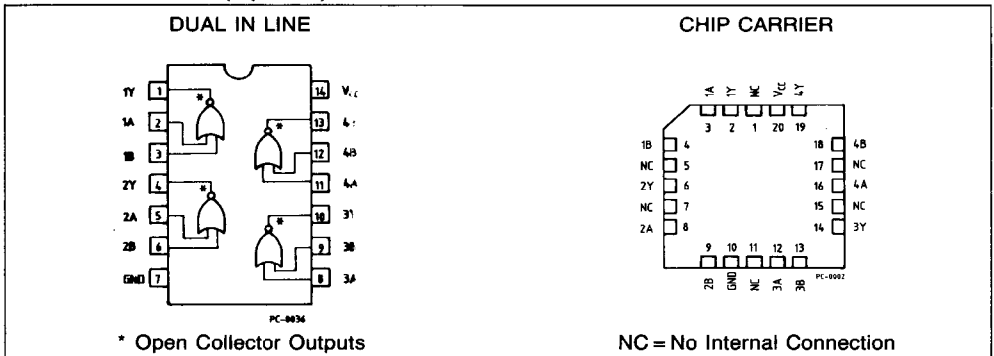 DUAL IN LINE
1Y 1
1A 2
1B 3
2Y 4
2A 5
2B 6
GND 7
14
13
12 4B
11 4A
10
9 3B
8 3A
*
*
*
*
PC-0036
* Open Collector Outputs
CHIP CARRIER
1A 1Y NC VCC 4Y
3 2 1 20 19
1B 4
NC 5
2Y 6
NC 7
2A 8
18 4B
17 NC
16 4A
15 NC
14 3Y
9 10 11 12 13
2B GND NC 3A 3B
PC-0002
NC = No Internal Connection